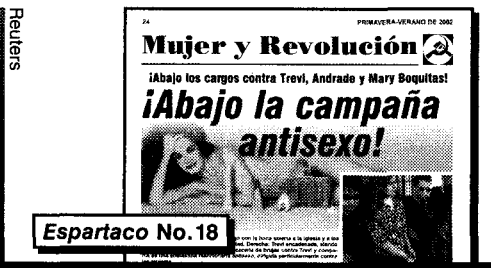 Reuters
24
PRIMAVERA-VERANO DE 2002
Mujer y Revolución
¡Abajo los cargos contra Trevi, Andrade y Mary Boquitas!
¡Abajo la campaña
antisexo!
Espartaco No.18